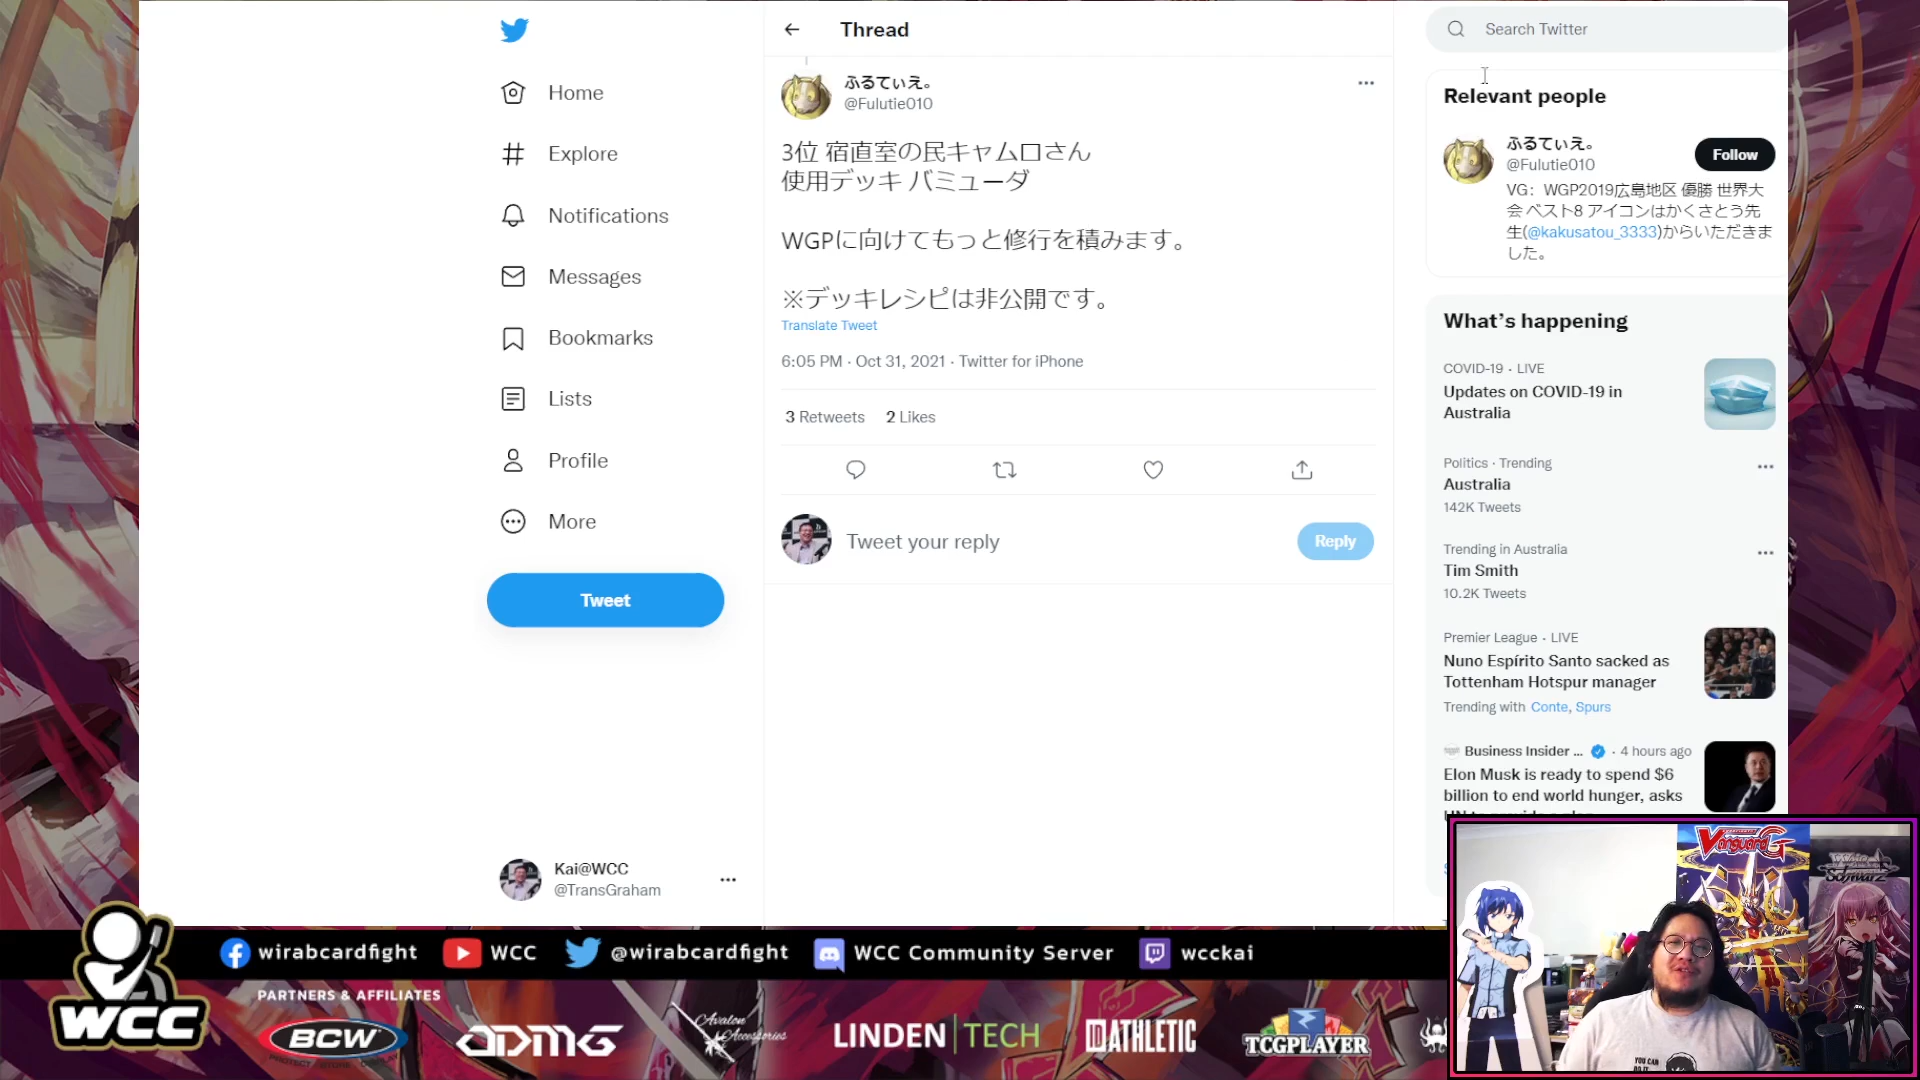 Home
Explore
Notifications
Messages
Bookmarks
Lists
Profile
More
Tweet
Kai@WCC
@TransGraham
Thread
ふるてぃえ。
@Fulutie010
3位 宿直室の民キャムロさん
使用デッキ バミューダ
WGPに向けてもっと修行を積みます。
※デッキレシピは非公開です。
Translate Tweet
6:05 PM · Oct 31, 2021 · Twitter for iPhone
3 Retweets 2 Likes
Tweet your reply
Reply
Search Twitter
Relevant people
ふるてぃえ。
@Fulutie010
Follow
VG：WGP2019広島地区 優勝 世界大
会 ベスト8 アイコンはかくさとう先
生(@kakusatou_3333)からいただきま
した。
What's happening
COVID-19 · LIVE
Updates on COVID-19 in
Australia
Politics · Trending
Australia
142K Tweets
Trending in Australia
Tim Smith
10.2K Tweets
Premier League · LIVE
Nuno Espírito Santo sacked as
Tottenham Hotspur manager
Trending with Conte, Spurs
Business Insider ... · 4 hours ago
Elon Musk is ready to spend $6
billion to end world hunger, asks
VanguardG
Weiß Schwarz
YOU CAN
WCC
wirabcardfight
WCC
@wirabcardfight
WCC Community Server
wcckai
PARTNERS & AFFILIATES
BCW
ADMG
Avalon
Accessories
LINDEN|TECH
IDATHLETIC
TCGPLAYER